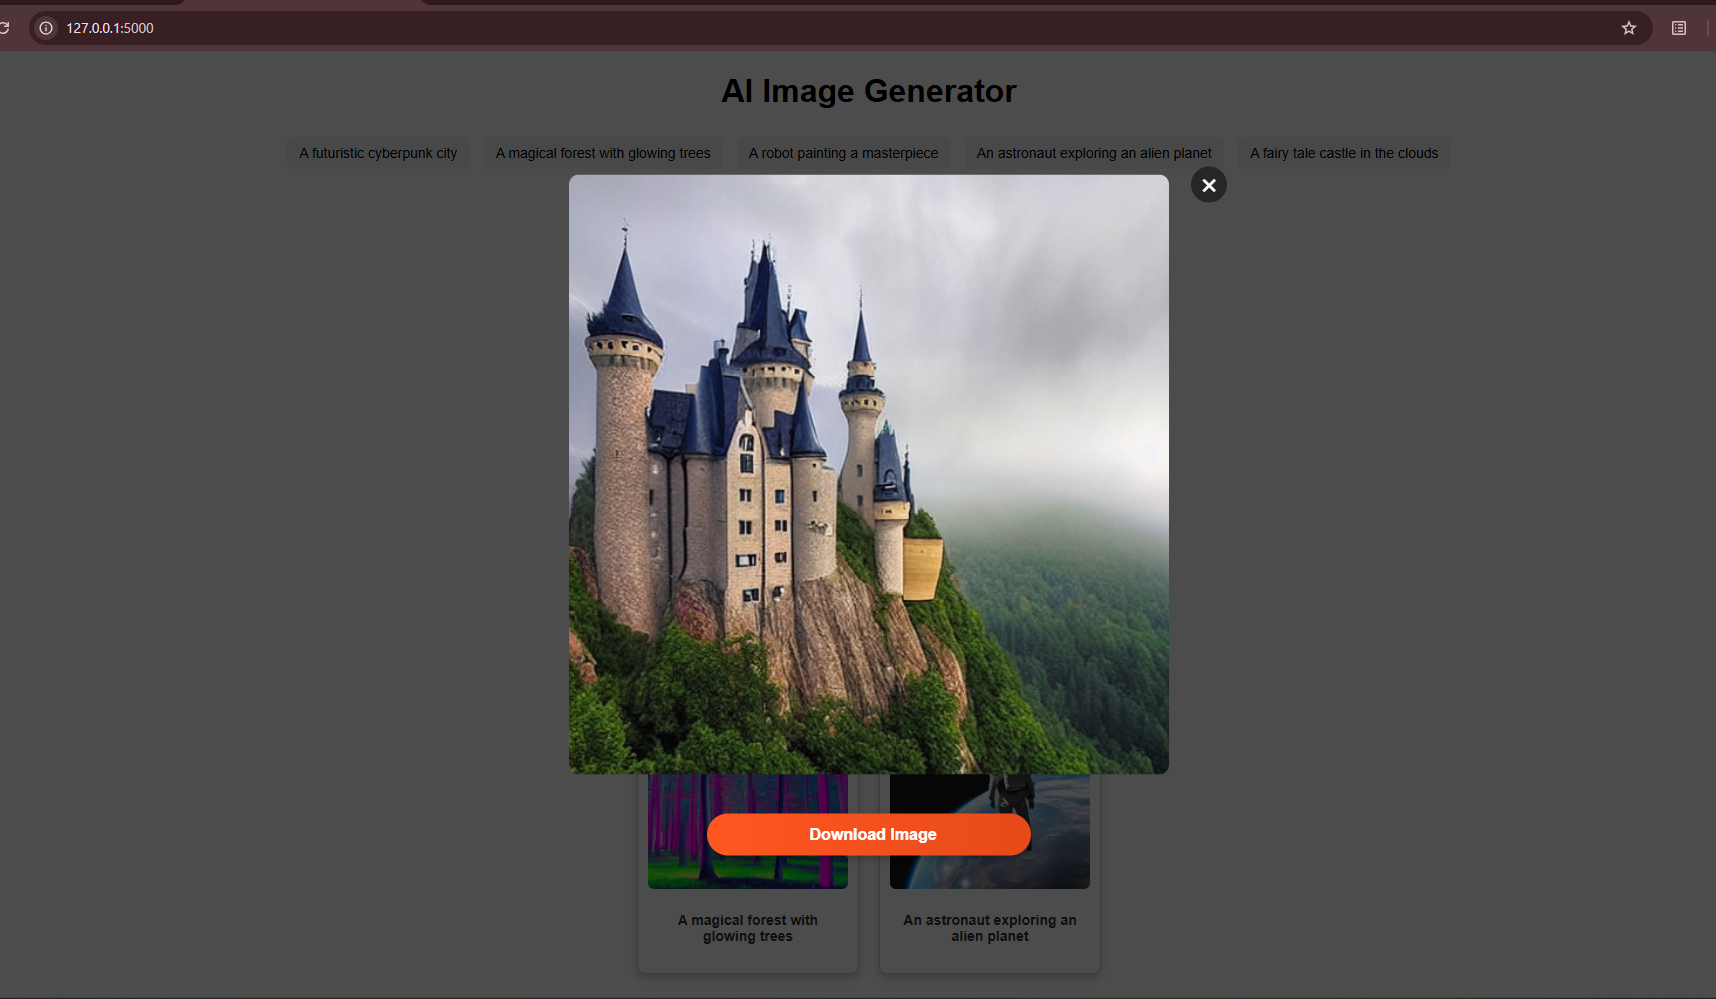 127.0.0.1:5000
AI Image Generator
A futuristic cyberpunk city
A magical forest with glowing trees
A robot painting a masterpiece
An astronaut exploring an alien planet
A fairy tale castle in the clouds
Download Image
A magical forest with
glowing trees
An astronaut exploring an
alien planet